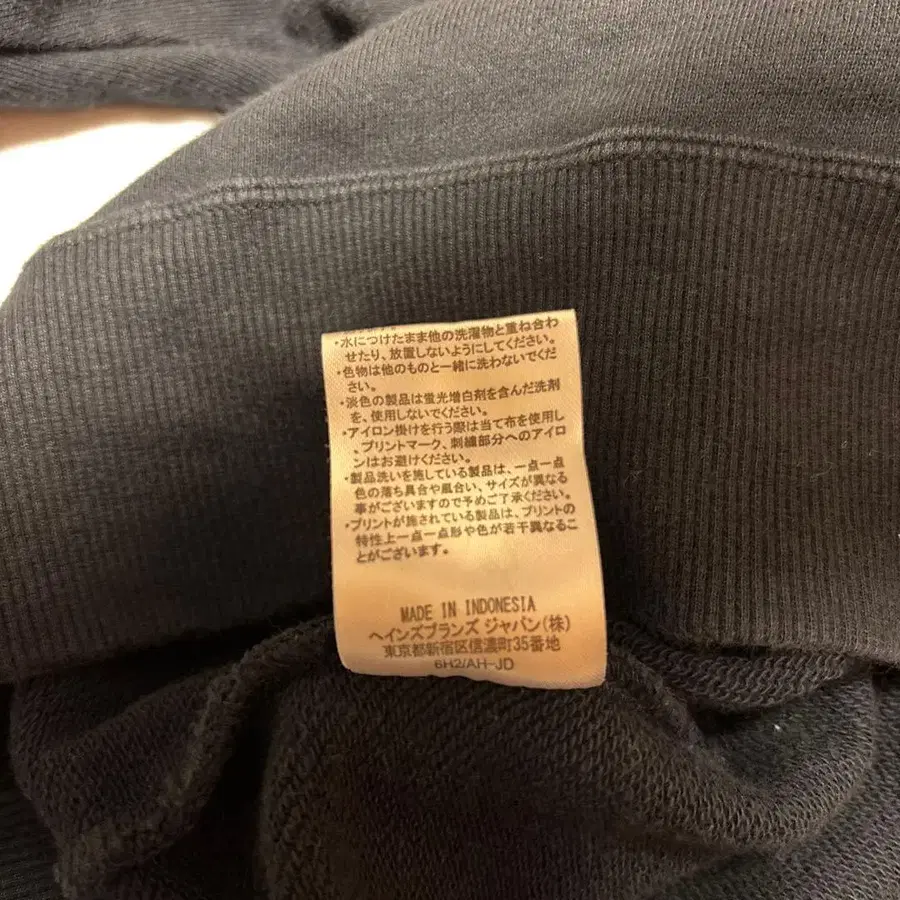 ・水につけたまま他の洗濯物と重ね合わ
せたり、放置しないようにしてください。
・色物は他のものと一緒に洗わないでくだ
さい。
・淡色の製品は蛍光増白剤を含んだ洗剤
を、使用しないでください。
・アイロン掛けを行う際は当て布を使用し
、プリントマーク、刺繍部分へのアイロ
ンはお避けください。
・製品洗いを施している製品は、一点一点
色の落ち具合や風合い、サイズが異なる
事がございますので予めご了承ください。
・プリントが施されている製品は、プリントの
特性上一点一点形や色が若干異なるこ
とがございます。
MADE IN INDONESIA
ヘインズブランズ ジャパン(株)
東京都新宿区信濃町35番地
6H2/AH-JD